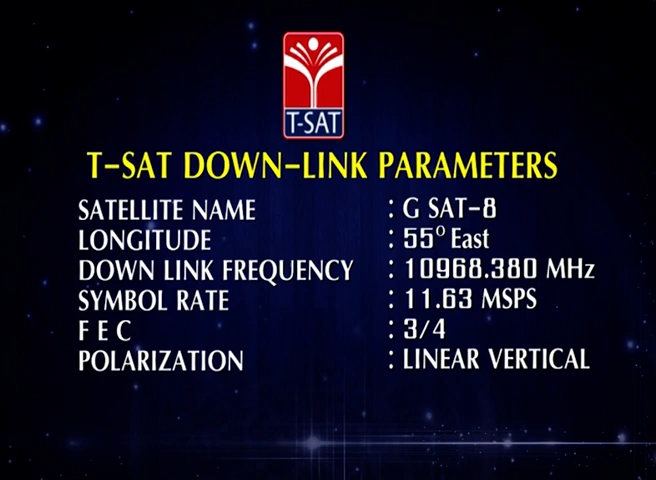 T-SAT
T-SAT DOWN-LINK PARAMETERS
SATELLITE NAME : G SAT-8
LONGITUDE : 55° East
DOWN LINK FREQUENCY : 10968.380 MHz
SYMBOL RATE : 11.63 MSPS
F E C : 3/4
POLARIZATION : LINEAR VERTICAL